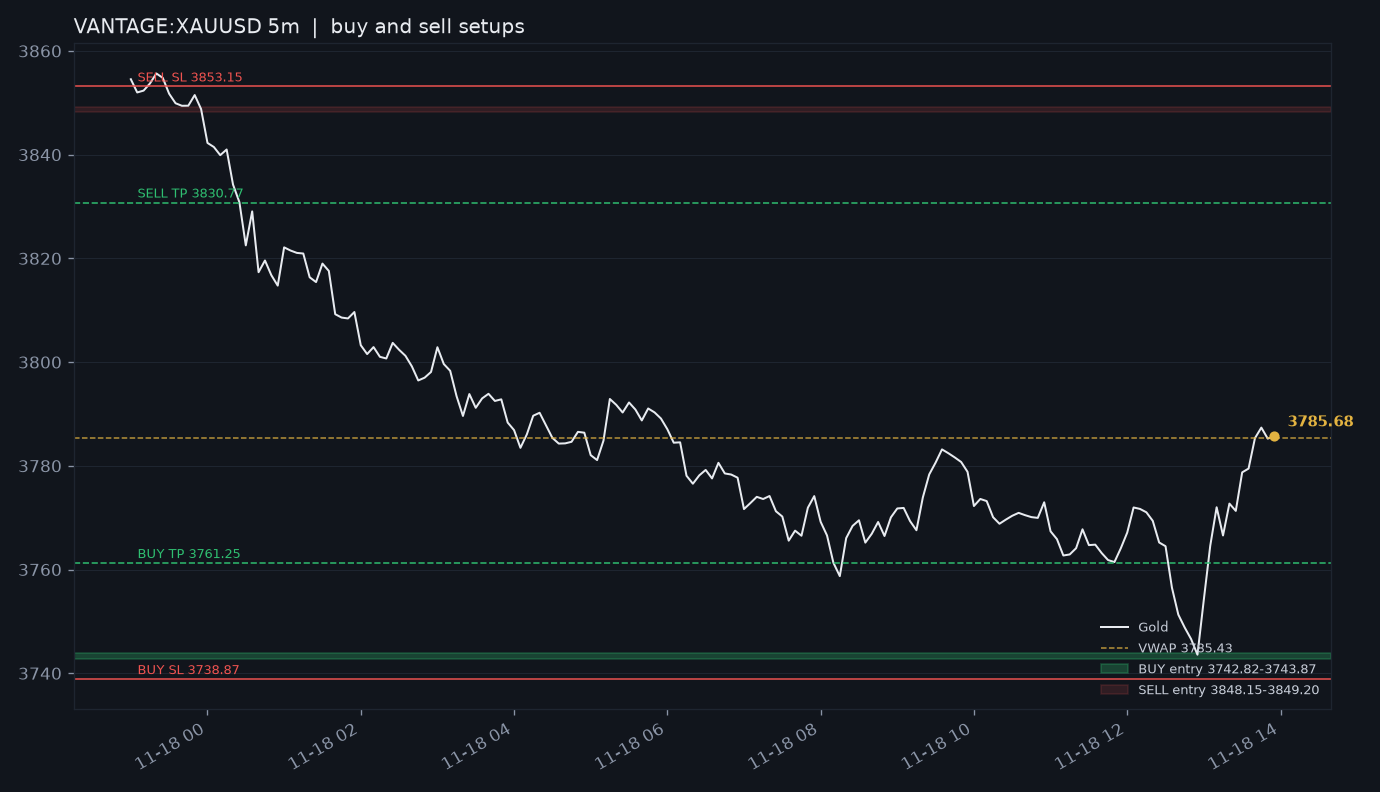 VANTAGE:XAUUSD 5m | buy and sell setups
3860
SELL SL 3853.15
3840
SELL TP 3830.77
3820
3800
3785.68
3780
BUY TP 3761.25
3760
Gold
VWAP 3785.43
BUY entry 3742.82-3743.87
SELL entry 3848.15-3849.20
BUY SL 3738.87
3740
11-18 00
11-18 02
11-18 04
11-18 06
11-18 08
11-18 10
11-18 12
11-18 14